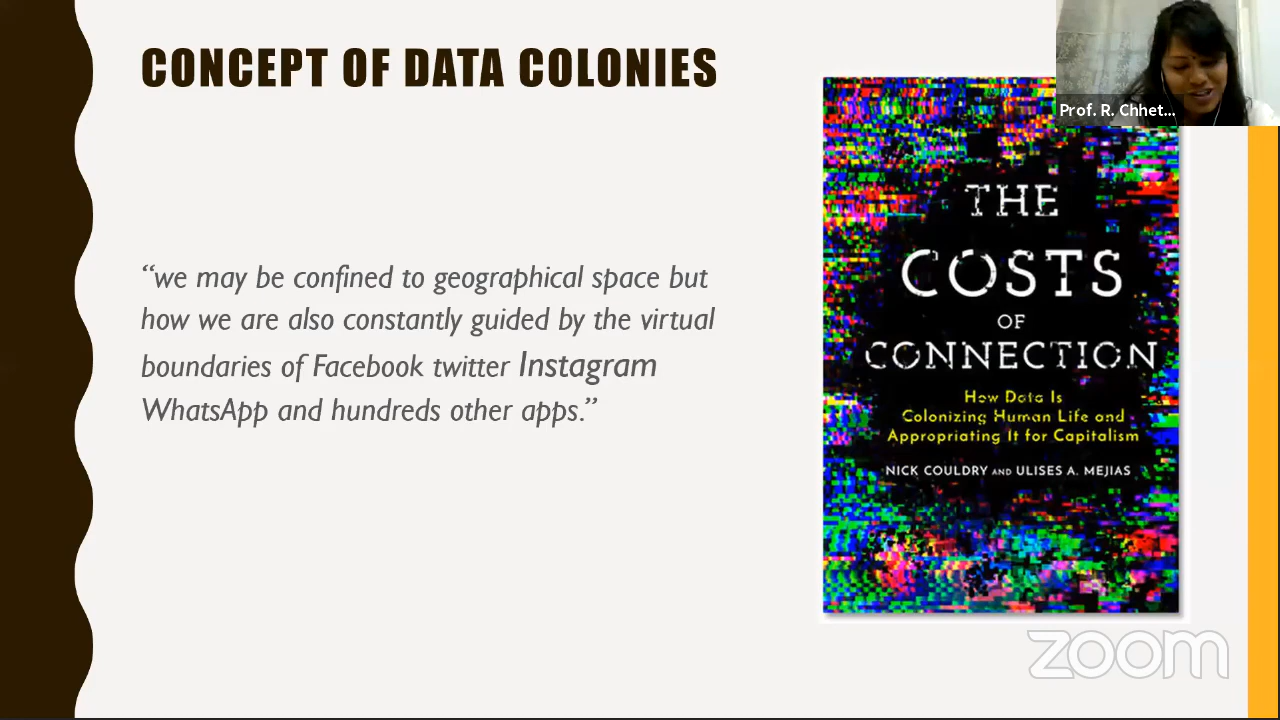 CONCEPT OF DATA COLONIES
Prof. R. Chhet...
“we may be confined to geographical space but
how we are also constantly guided by the virtual
boundaries of Facebook twitter Instagram
WhatsApp and hundreds other apps.”
THE
COSTS
OF
CONNECTION
How Data Is
Colonizing Human Life and
Appropriating It for Capitalism
NICK COULDRY AND ULISES A. MEJIAS
zoom